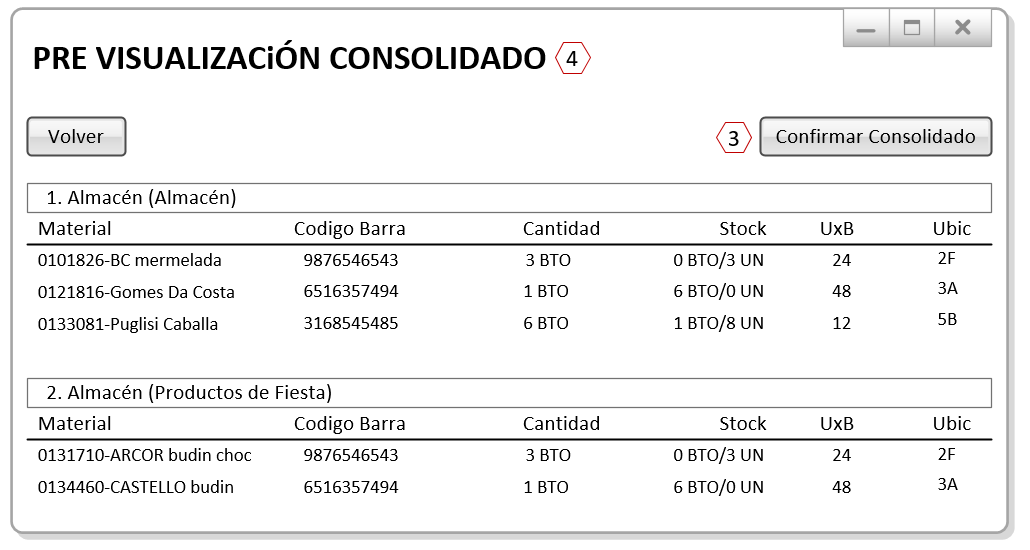 PRE VISUALIZACiÓN CONSOLIDADO 4
Volver 3 Confirmar Consolidado
1. Almacén (Almacén)
Material Codigo Barra Cantidad Stock UxB Ubic
0101826-BC mermelada 9876546543 3 BTO 0 BTO/3 UN 24 2F
0121816-Gomes Da Costa 6516357494 1 BTO 6 BTO/0 UN 48 3A
0133081-Puglisi Caballa 3168545485 6 BTO 1 BTO/8 UN 12 5B
2. Almacén (Productos de Fiesta)
Material Codigo Barra Cantidad Stock UxB Ubic
0131710-ARCOR budin choc 9876546543 3 BTO 0 BTO/3 UN 24 2F
0134460-CASTELLO budin 6516357494 1 BTO 6 BTO/0 UN 48 3A